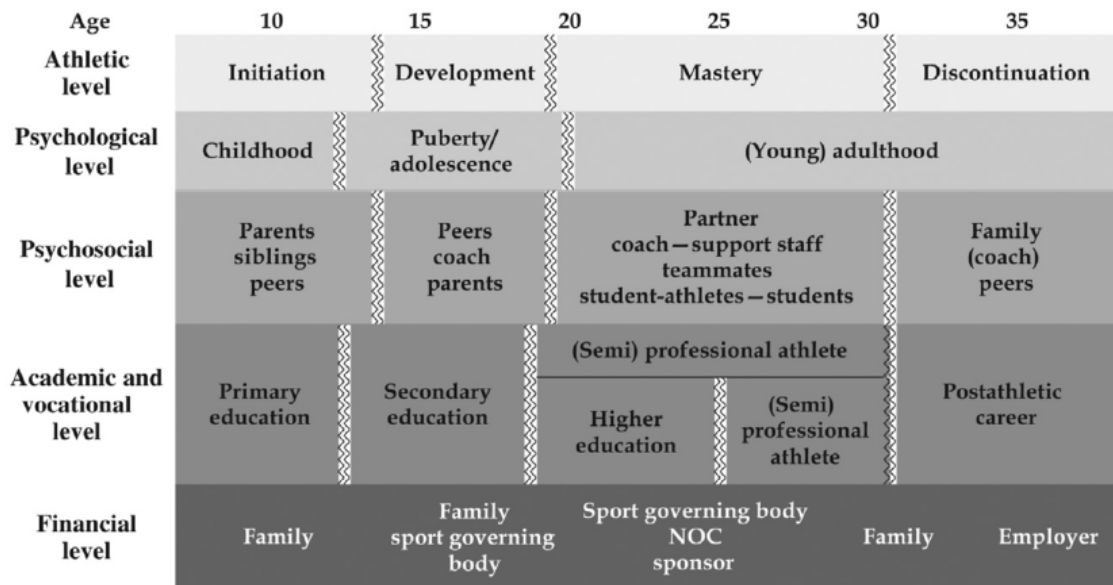 Age 10 15 20 25 30 35
Athletic
level
Initiation
Development
Mastery
Discontinuation
Psychological
level
Childhood
Puberty/
adolescence
(Young) adulthood
Psychosocial
level
Parents
siblings
peers
Peers
coach
parents
Partner
coach—support staff
teammates
student-athletes—students
Family
(coach)
peers
Academic and
vocational
level
Primary
education
Secondary
education
(Semi) professional athlete
Higher
education
(Semi)
professional
athlete
Postathletic
career
Financial
level
Family
Family
sport governing
body
Sport governing body
NOC
sponsor
Family
Employer